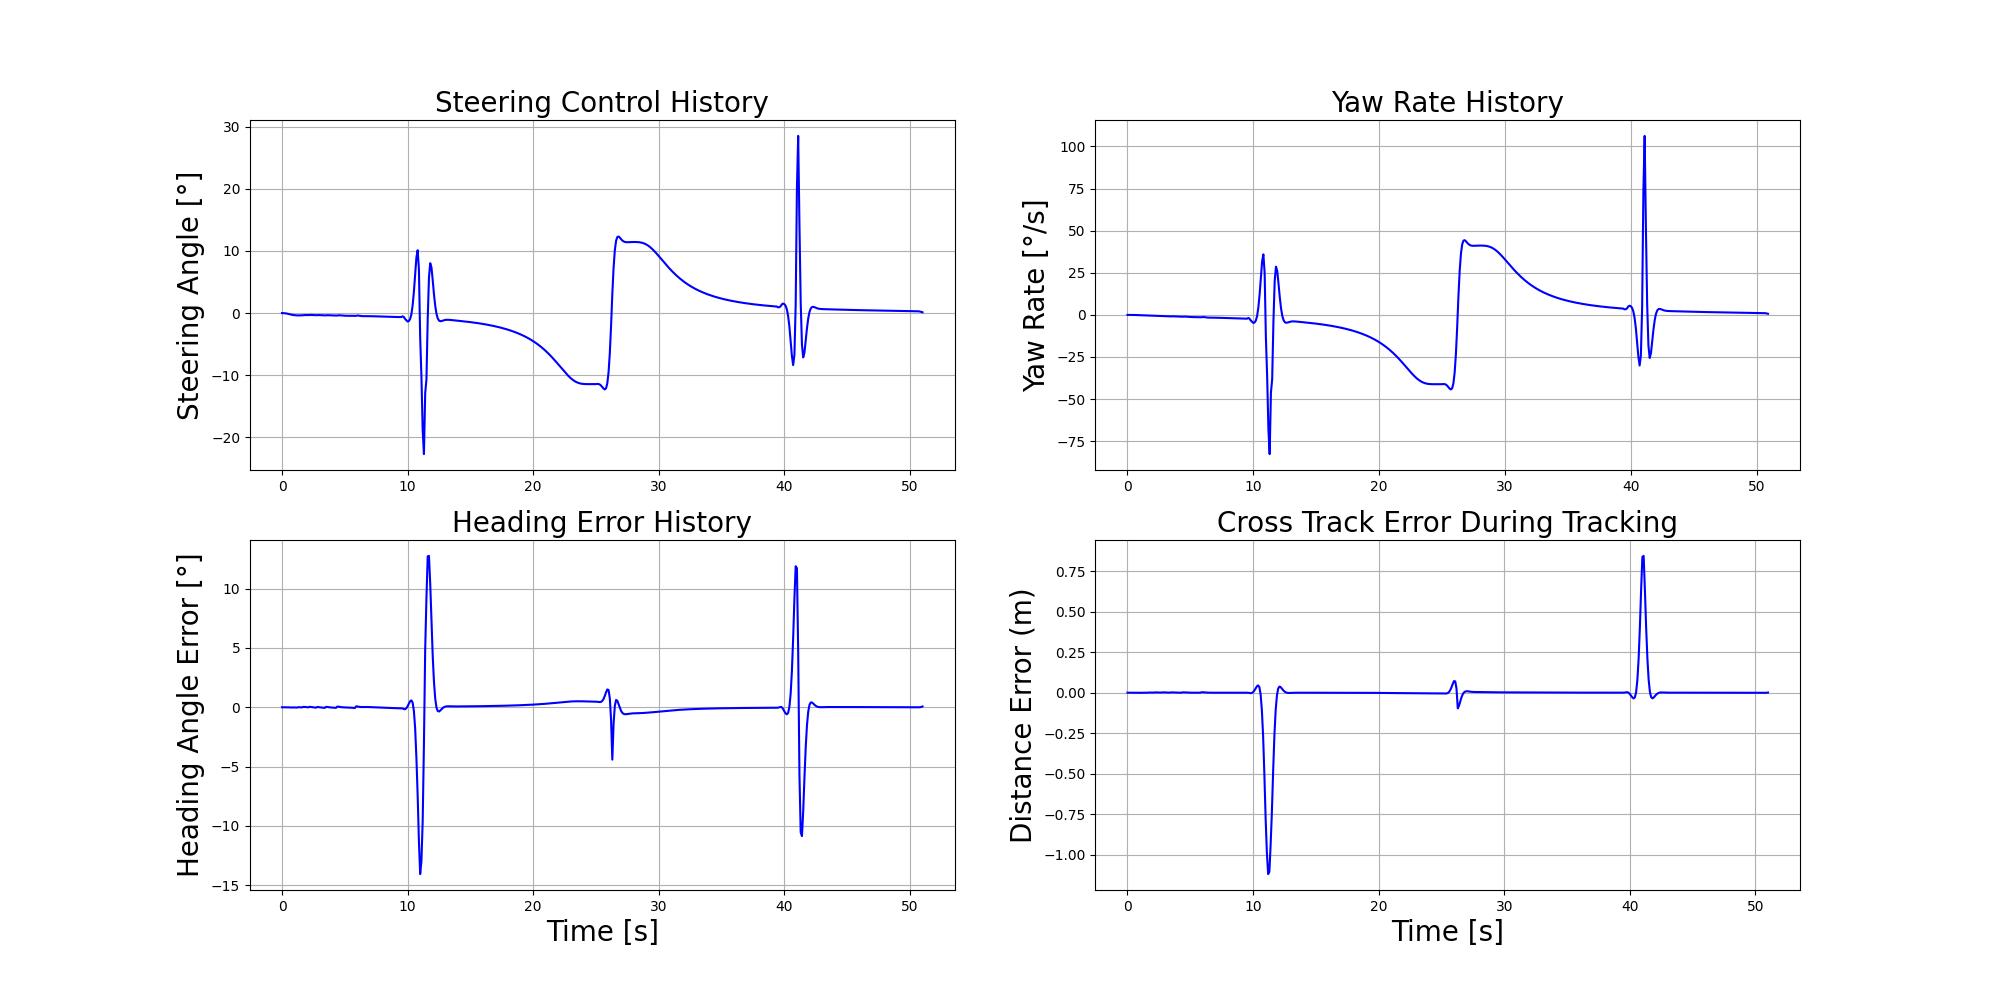 Steering Control History
Steering Angle [°]
30
20
10
0
−10
−20
0 10 20 30 40 50
Yaw Rate History
Yaw Rate [°/s]
100
75
50
25
0
−25
−50
−75
0 10 20 30 40 50
Heading Error History
Heading Angle Error [°]
10
5
0
−5
−10
−15
0 10 20 30 40 50
Time [s]
Cross Track Error During Tracking
Distance Error (m)
0.75
0.50
0.25
0.00
−0.25
−0.50
−0.75
−1.00
0 10 20 30 40 50
Time [s]